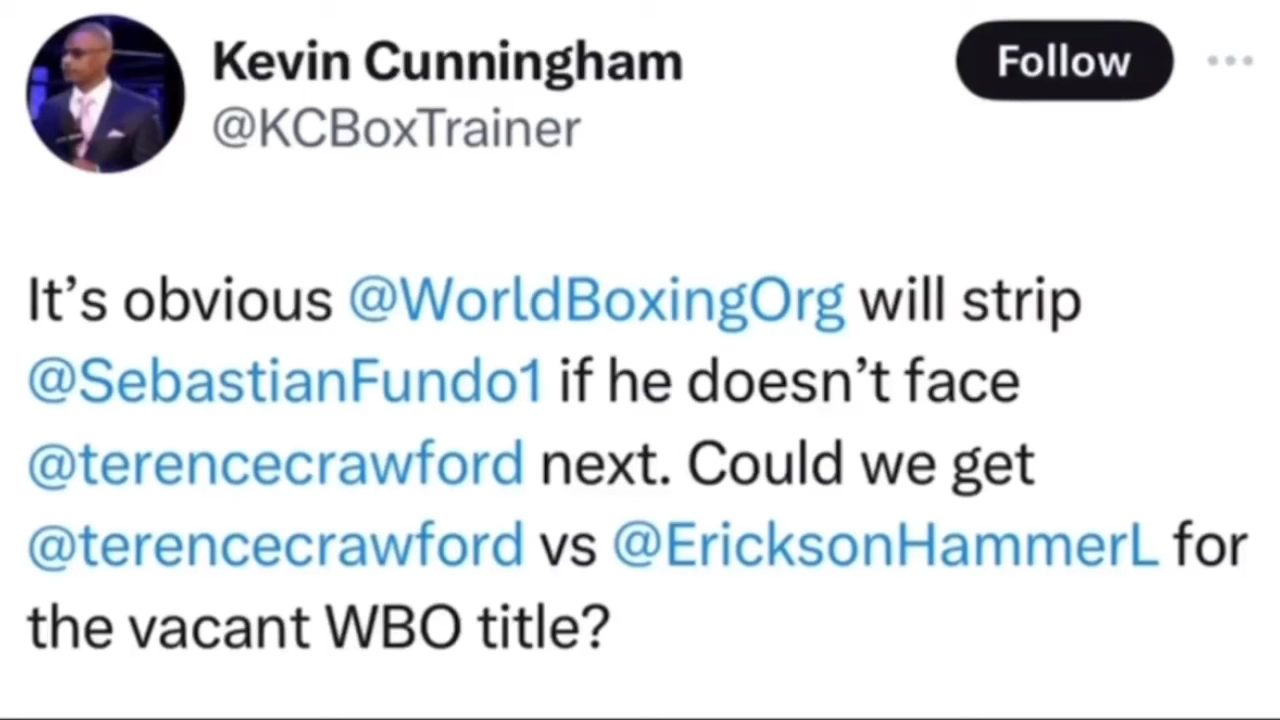 Kevin Cunningham
Follow
@KCBoxTrainer
It’s obvious @WorldBoxingOrg will strip
@SebastianFundo1 if he doesn’t face
@terencecrawford next. Could we get
@terencecrawford vs @EricksonHammerL for
the vacant WBO title?